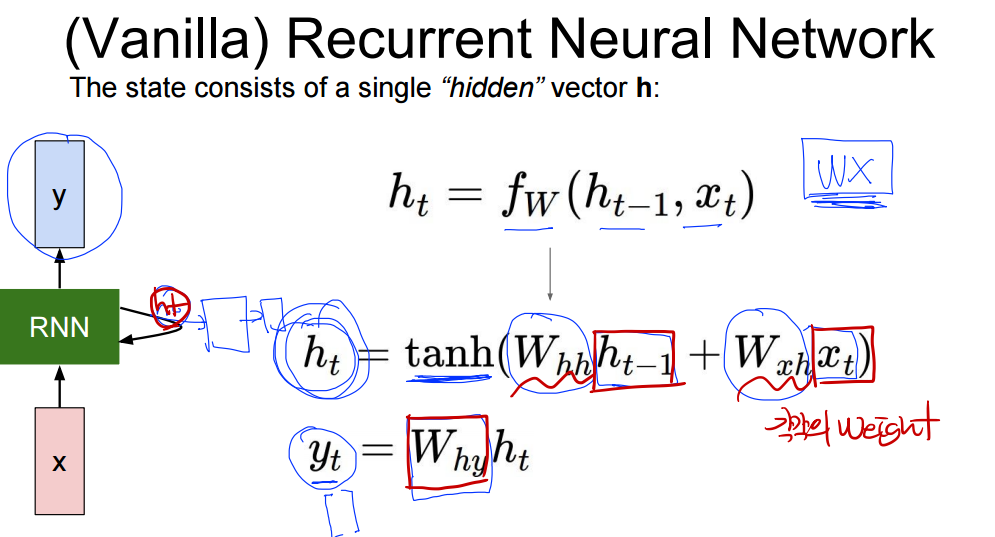 (Vanilla) Recurrent Neural Network
The state consists of a single “hidden” vector h:
y
RNN
x
ht
h_t = f_W(h_{t-1}, x_t)
WX
h_t = tanh(W_{hh}h_{t-1} + W_{xh}x_t)
각각의 weight
y_t = W_{hy}h_t